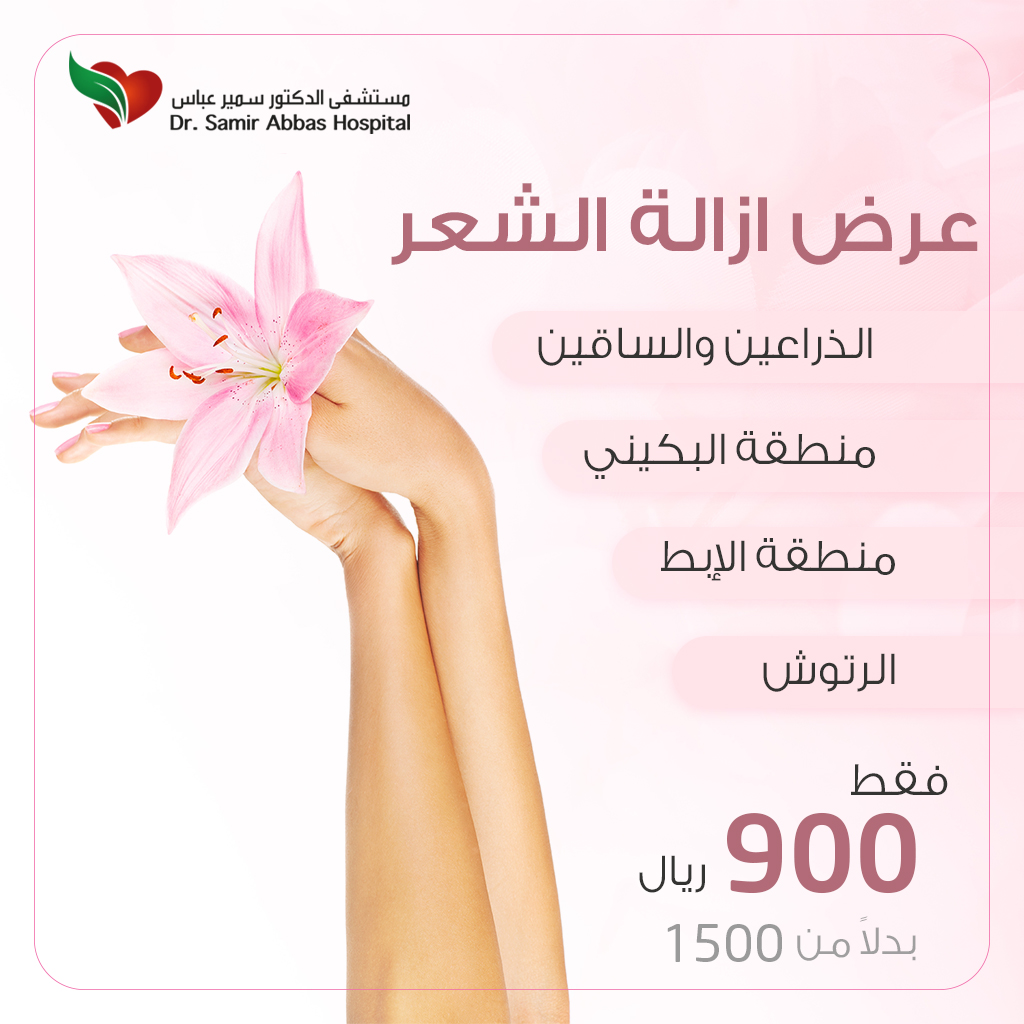 مستشفى الدكتور سمير عباس
Dr. Samir Abbas Hospital
عرض ازالة الشعر
الذراعين والساقين
منطقة البكيني
منطقة الإبط
الرتوش
فقط
900 ريال
بدلاً من 1500